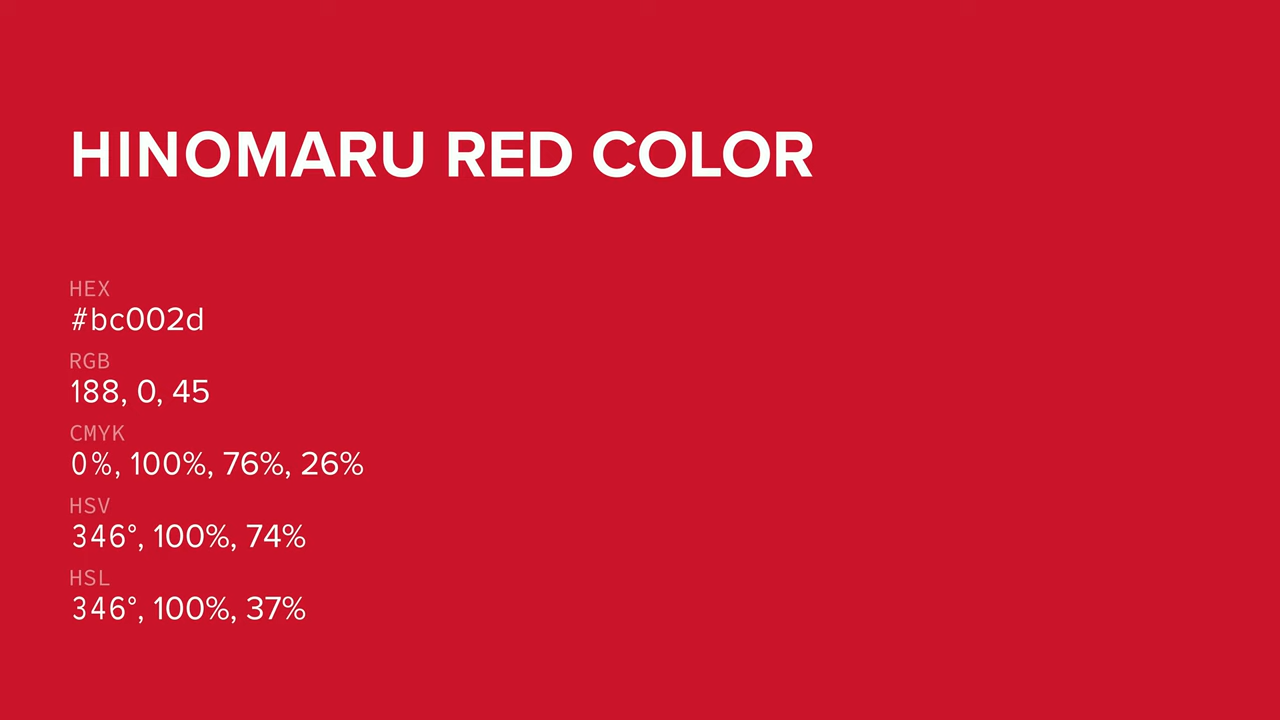 HINOMARU RED COLOR
HEX
#bc002d
RGB
188, 0, 45
CMYK
0%, 100%, 76%, 26%
HSV
346°, 100%, 74%
HSL
346°, 100%, 37%